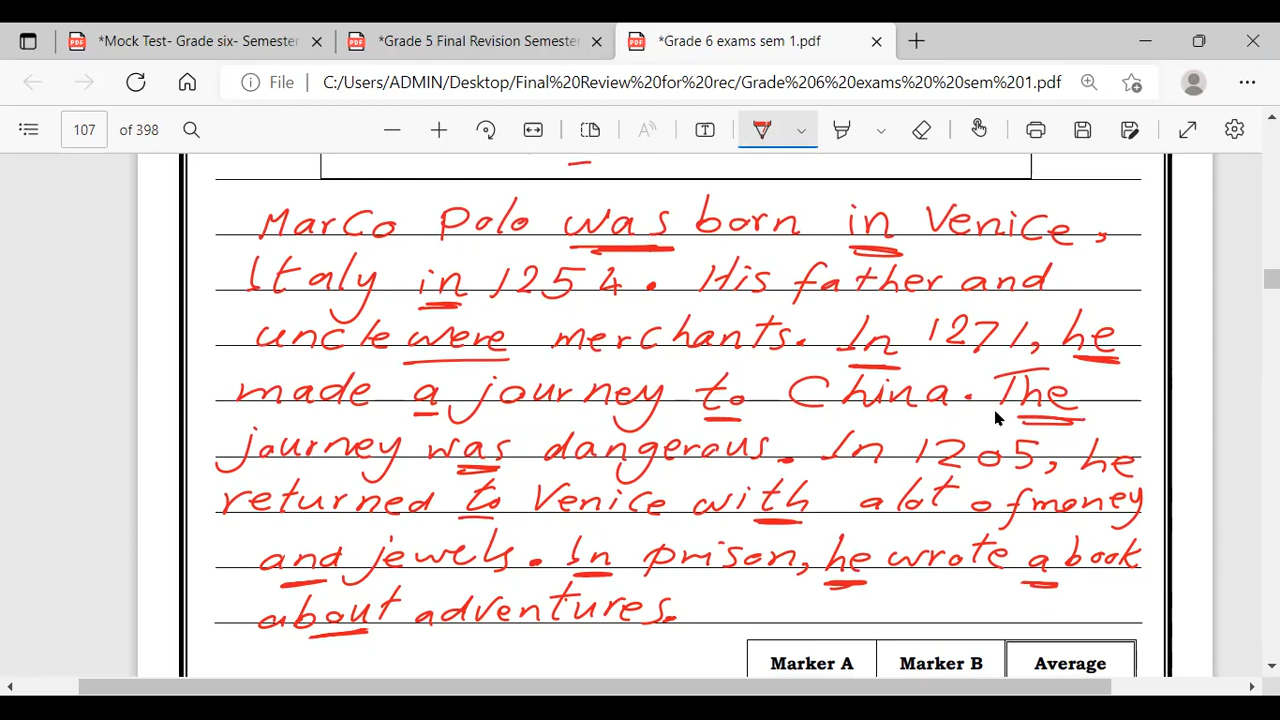 *Mock Test- Grade six- Semester
*Grade 5 Final Revision Semester
*Grade 6 exams sem 1.pdf
File C:/Users/ADMIN/Desktop/Final%20Review%20for%20rec/Grade%206%20exams%20%20sem%201.pdf
107 of 398
Marco Polo was born in Venice,
Italy in 1254. His father and
uncle were merchants. In 1271, he
made a journey to China. The
journey was dangerous. In 1205, he
returned to Venice with a lot of money
and jewels. In prison, he wrote a book
about adventures.
Marker A Marker B Average